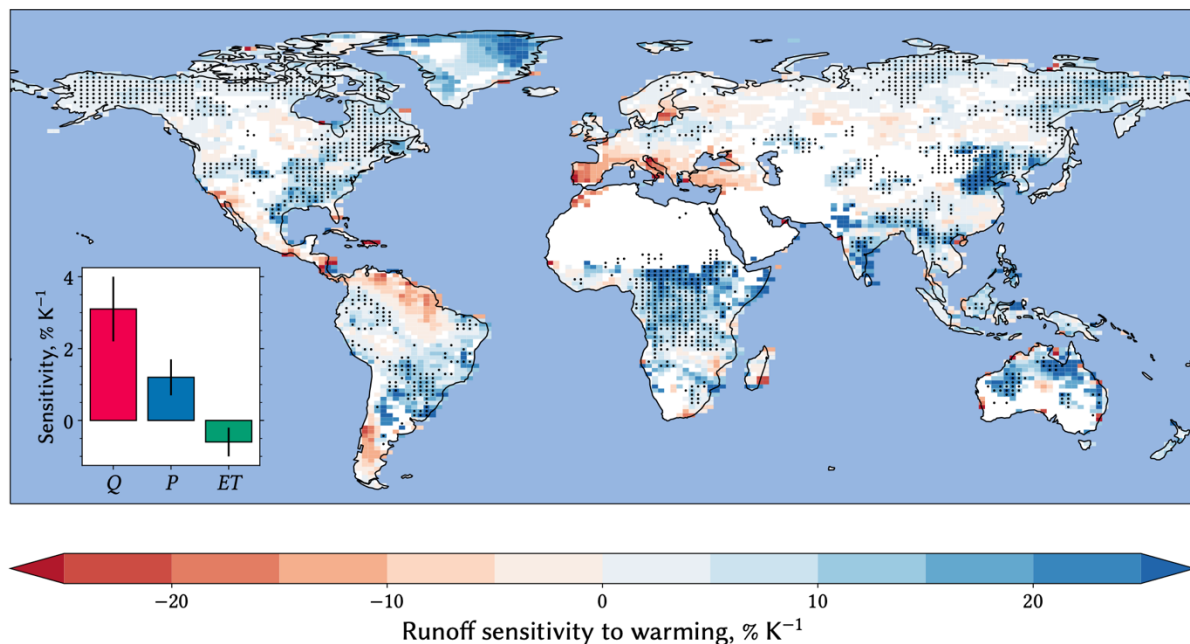 4
2
0
Sensitivity, % K⁻¹
Q P ET
−20 −10 0 10 20
Runoff sensitivity to warming, % K⁻¹